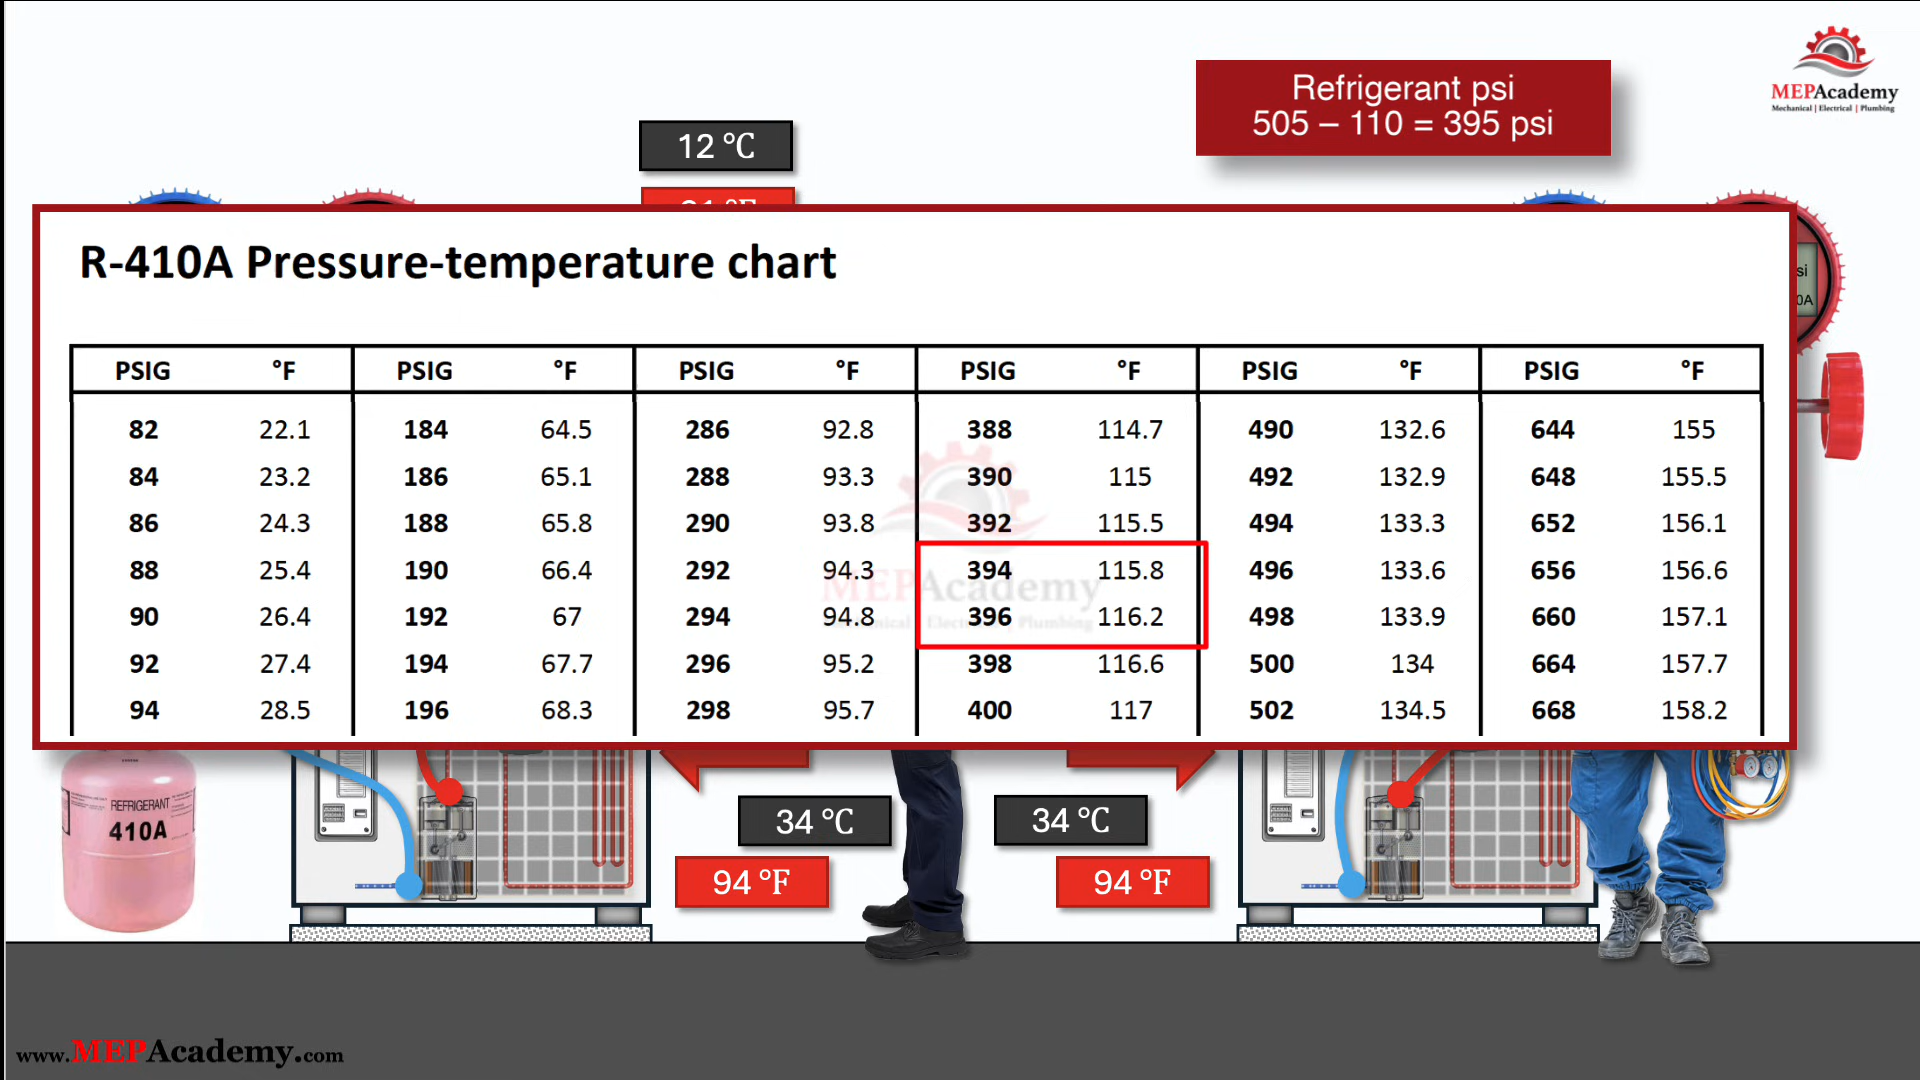 Refrigerant psi
505 – 110 = 395 psi
MEPAcademy
Mechanical | Electrical | Plumbing
12 °C
R-410A Pressure-temperature chart
si
0A
PSIG °F PSIG °F PSIG °F PSIG °F PSIG °F PSIG °F
82 22.1 184 64.5 286 92.8 388 114.7 490 132.6 644 155
84 23.2 186 65.1 288 93.3 390 115 492 132.9 648 155.5
86 24.3 188 65.8 290 93.8 392 115.5 494 133.3 652 156.1
88 25.4 190 66.4 292 94.3 394 115.8 496 133.6 656 156.6
90 26.4 192 67 294 94.8 396 116.2 498 133.9 660 157.1
92 27.4 194 67.7 296 95.2 398 116.6 500 134 664 157.7
94 28.5 196 68.3 298 95.7 400 117 502 134.5 668 158.2
MEPAcademy
REFRIGERANT
410A
34 °C
34 °C
94 °F
94 °F
www.MEPAcademy.com